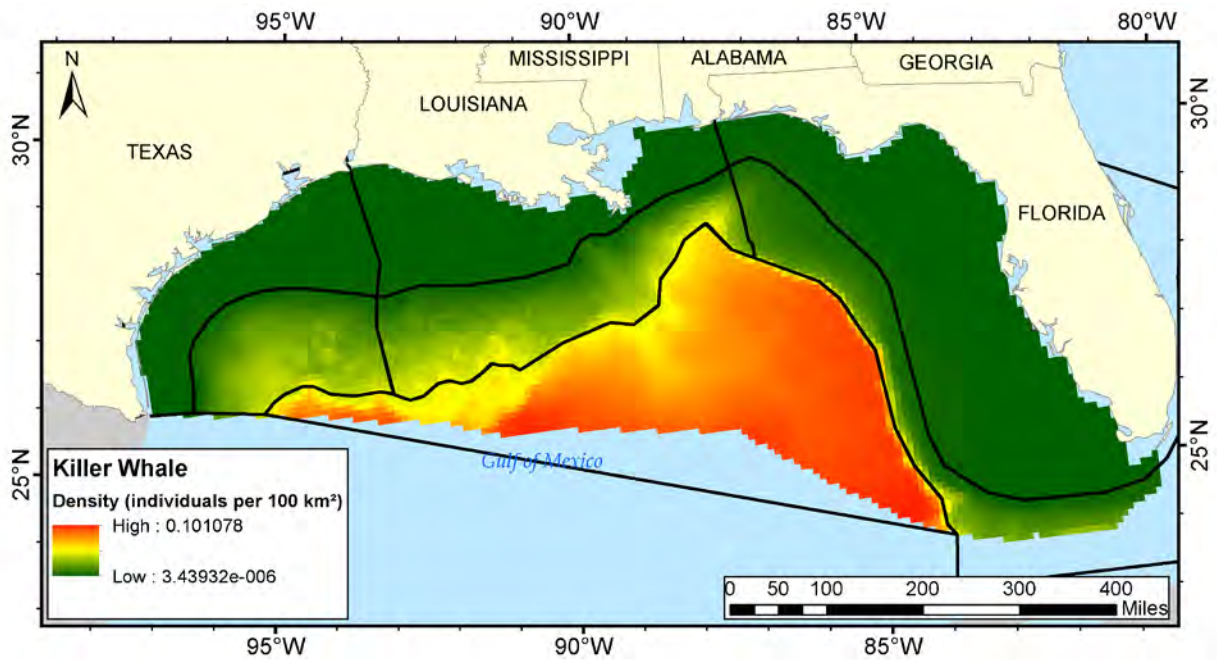 95°W 90°W 85°W 80°W
N
MISSISSIPPI ALABAMA GEORGIA
LOUISIANA
TEXAS
30°N 30°N
FLORIDA
25°N 25°N
Gulf of Mexico
Killer Whale
Density (individuals per 100 km²)
High : 0.101078
Low : 3.43932e-006
0 50 100 200 300 400
Miles
95°W 90°W 85°W